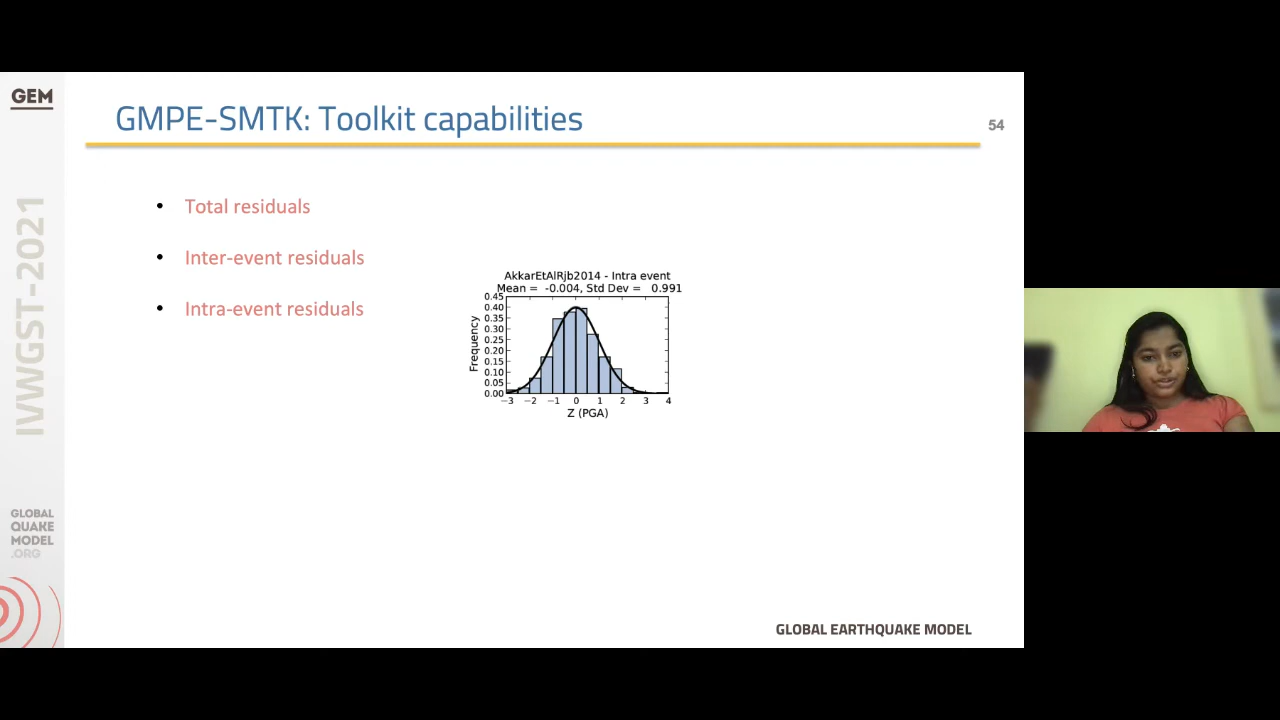 GEM
GMPE-SMTK: Toolkit capabilities
54
IVWGST-2021
• Total residuals
• Inter-event residuals
• Intra-event residuals
AkkarEtAlRjb2014 - Intra event
Mean = -0.004, Std Dev = 0.991
0.45
0.40
0.35
0.30
0.25
0.20
0.15
0.10
0.05
0.00
Frequency
−3 −2 −1 0 1 2 3 4
Z (PGA)
GLOBAL
QUAKE
MODEL
.ORG
GLOBAL EARTHQUAKE MODEL